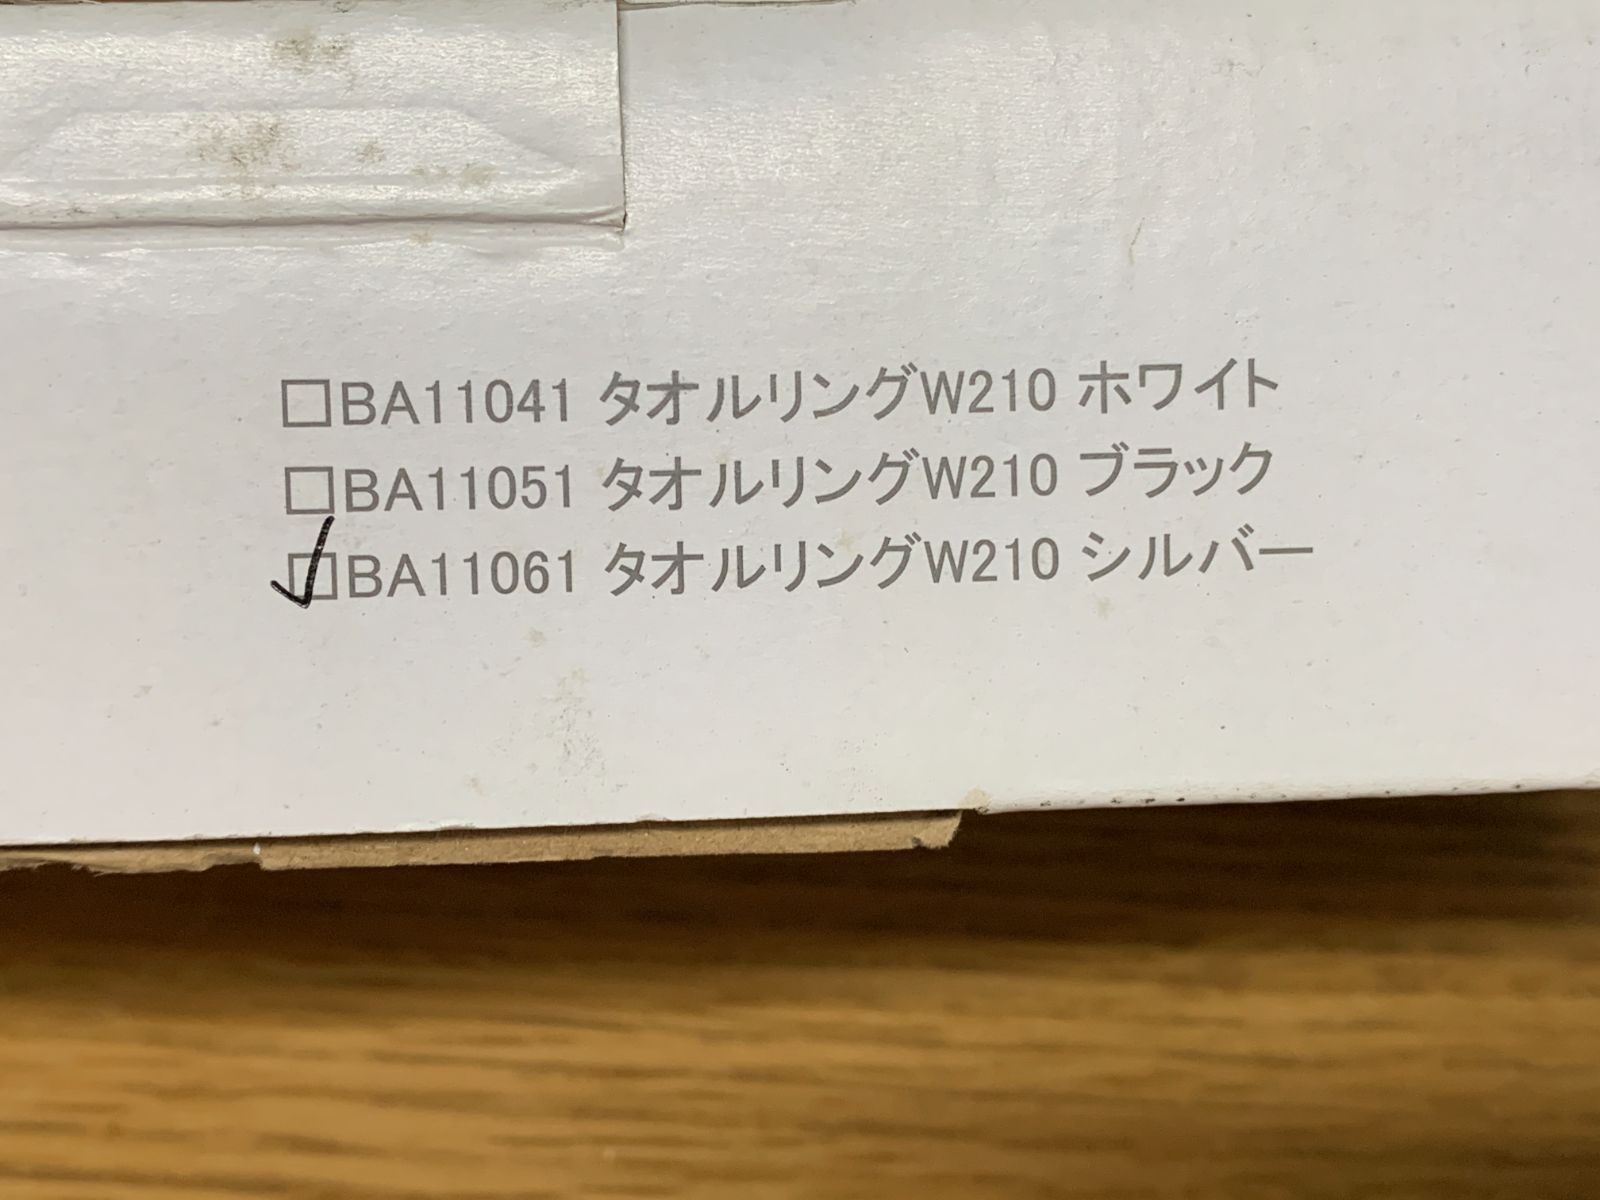 □BA11041 タオルリングW210 ホワイト
□BA11051 タオルリングW210 ブラック
☑BA11061 タオルリングW210 シルバー